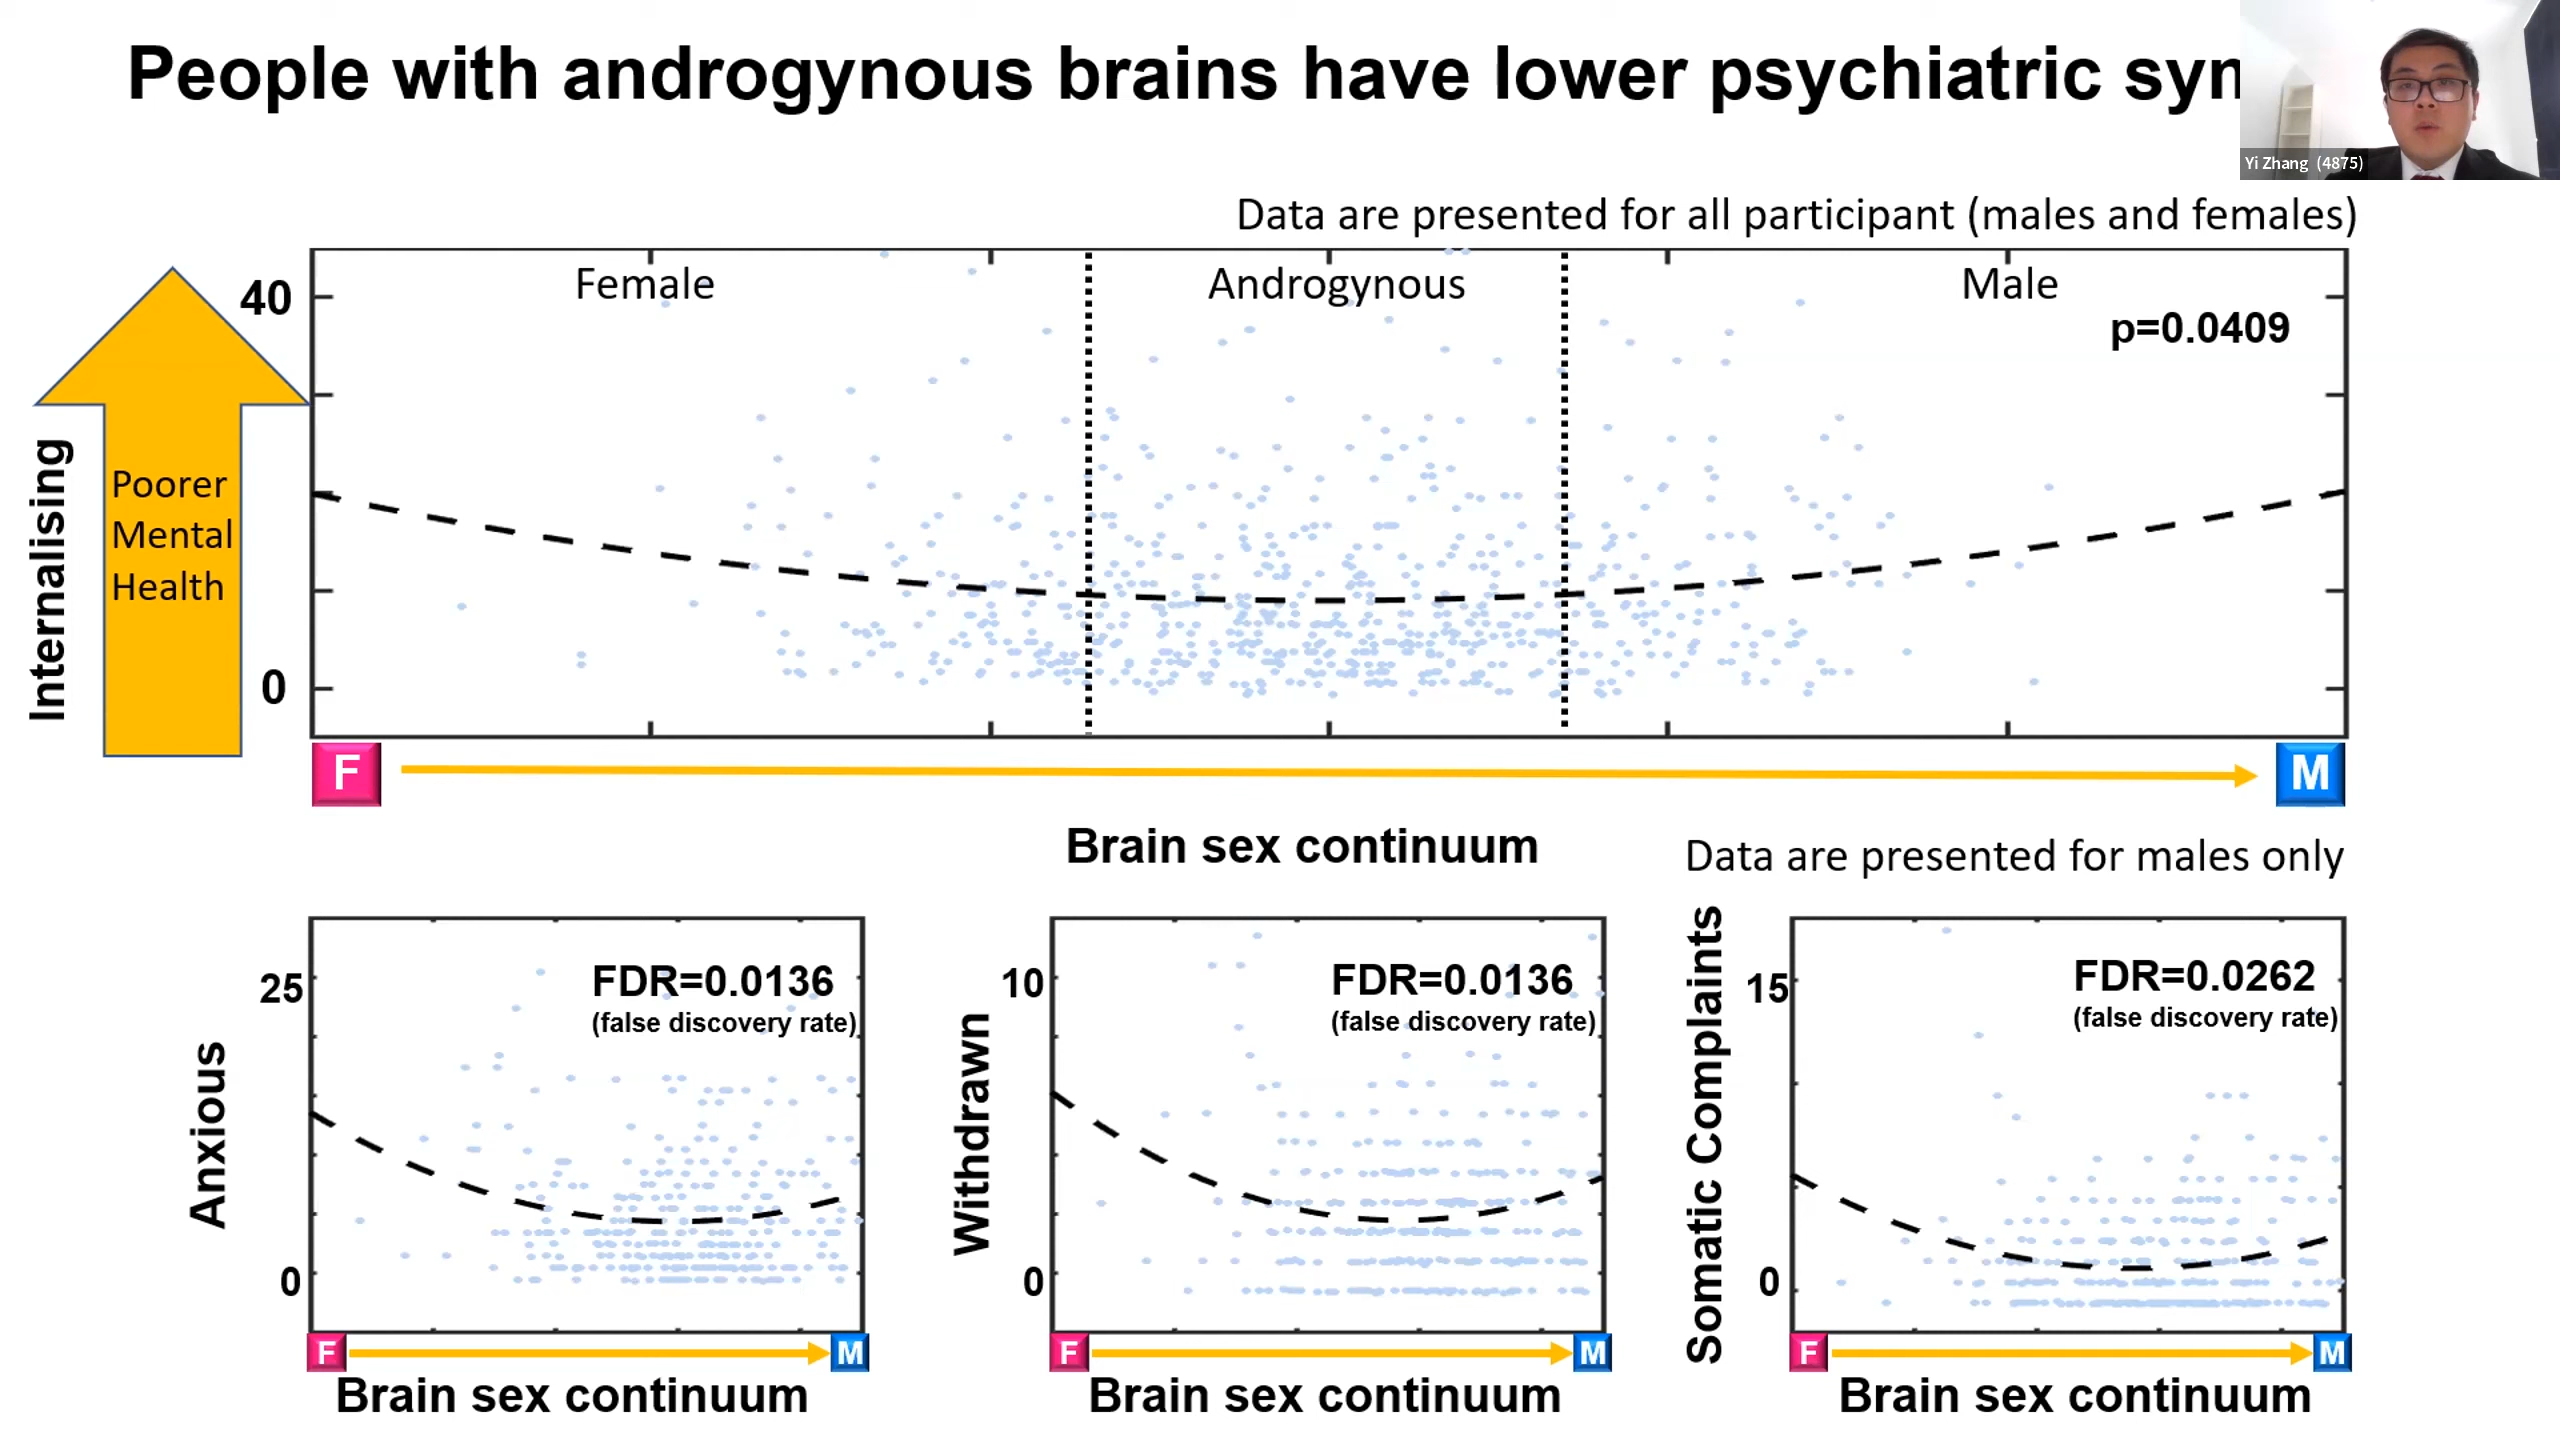 People with androgynous brains have lower psychiatric
Yi Zhang (4875)
Data are presented for all participant (males and females)
Female
Androgynous
Male
p=0.0409
40
0
Internalising
Poorer
Mental
Health
F
M
Brain sex continuum
Data are presented for males only
Anxious
25
0
FDR=0.0136
(false discovery rate)
F
M
Brain sex continuum
Withdrawn
10
0
FDR=0.0136
(false discovery rate)
F
M
Brain sex continuum
Somatic Complaints
15
0
FDR=0.0262
(false discovery rate)
F
M
Brain sex continuum